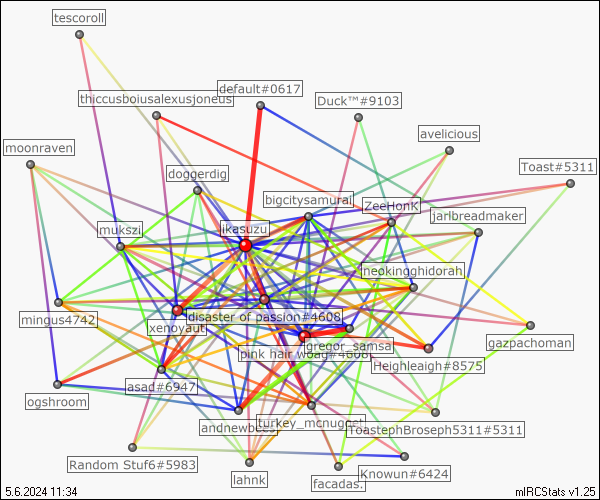 tescoroll
default#0617
thiccusboiusalexusjoneus
Duck™#9103
avelicious
moonraven
Toast#5311
doggerdig
bigcitysamurai
ZeeHonK
jarlbreadmaker
mukszi
ikasuzu
neokingghidorah
mingus4742
disaster of passion#4608
xenoyaut
gregor_samsa
gazpachoman
pink hair woag#4608
Heighleaigh#8575
asad#6947
ogshroom
turkey_mcnugget
ToastephBroseph5311#5311
Random Stuf6#5983
lahnk
facadas.
Knowun#6424
5.6.2024 11:34
mIRCStats v1.25